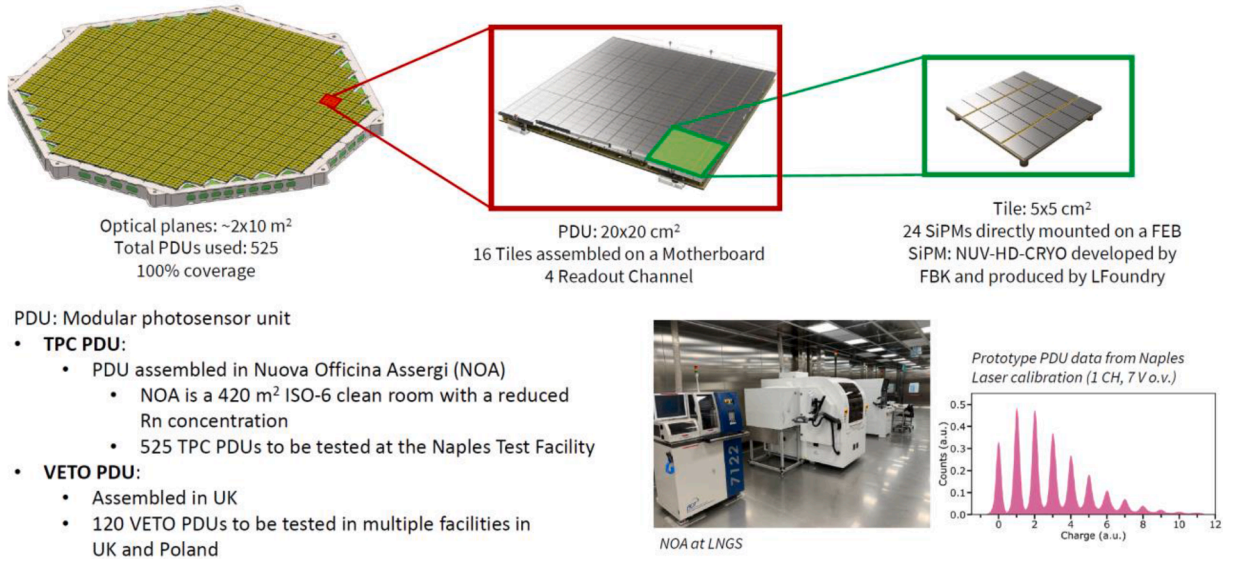 Optical planes: ~2x10 m²
Total PDUs used: 525
100% coverage
PDU: 20x20 cm²
16 Tiles assembled on a Motherboard
4 Readout Channel
Tile: 5x5 cm²
24 SiPMs directly mounted on a FEB
SiPM: NUV-HD-CRYO developed by
FBK and produced by LFoundry
PDU: Modular photosensor unit
• TPC PDU:
• PDU assembled in Nuova Officina Assergi (NOA)
• NOA is a 420 m² ISO-6 clean room with a reduced
Rn concentration
• 525 TPC PDUs to be tested at the Naples Test Facility
• VETO PDU:
• Assembled in UK
• 120 VETO PDUs to be tested in multiple facilities in
UK and Poland
7122
NOA at LNGS
Prototype PDU data from Naples
Laser calibration (1 CH, 7 V o.v.)
Counts (a.u.)
0.5
0.4
0.3
0.2
0.1
0.0
0 2 4 6 8 10 12
Charge (a.u.)